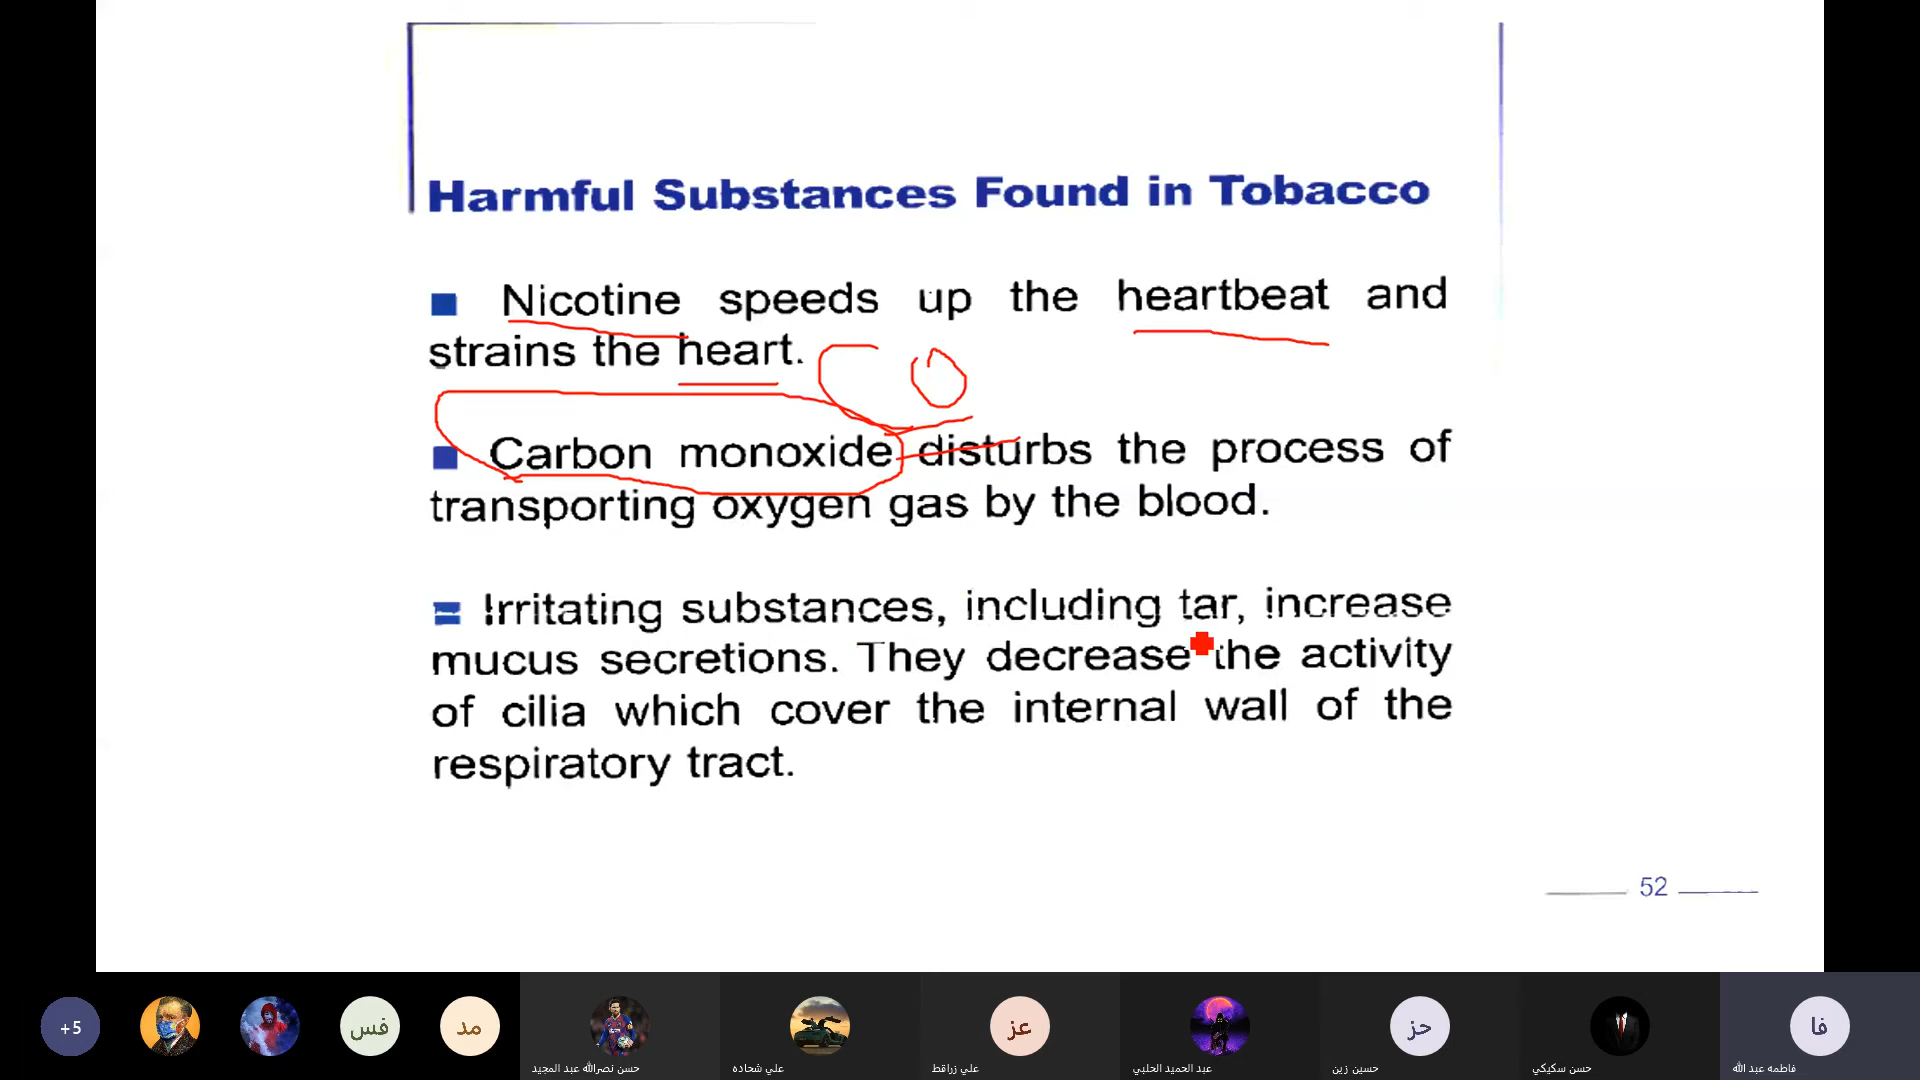 Harmful Substances Found in Tobacco
■ Nicotine speeds up the heartbeat and
strains the heart.
CO
■ Carbon monoxide disturbs the process of
transporting oxygen gas by the blood.
■ Irritating substances, including tar, increase
mucus secretions. They decrease the activity
of cilia which cover the internal wall of the
respiratory tract.
52
+5
فس
مد
عز
حز
فا
حسن نصرالله عبد المجيد
علي شحاده
علي زراقط
عبد الحميد الحلبي
حسين زين
حسن سكيكي
فاطمه عبد الله